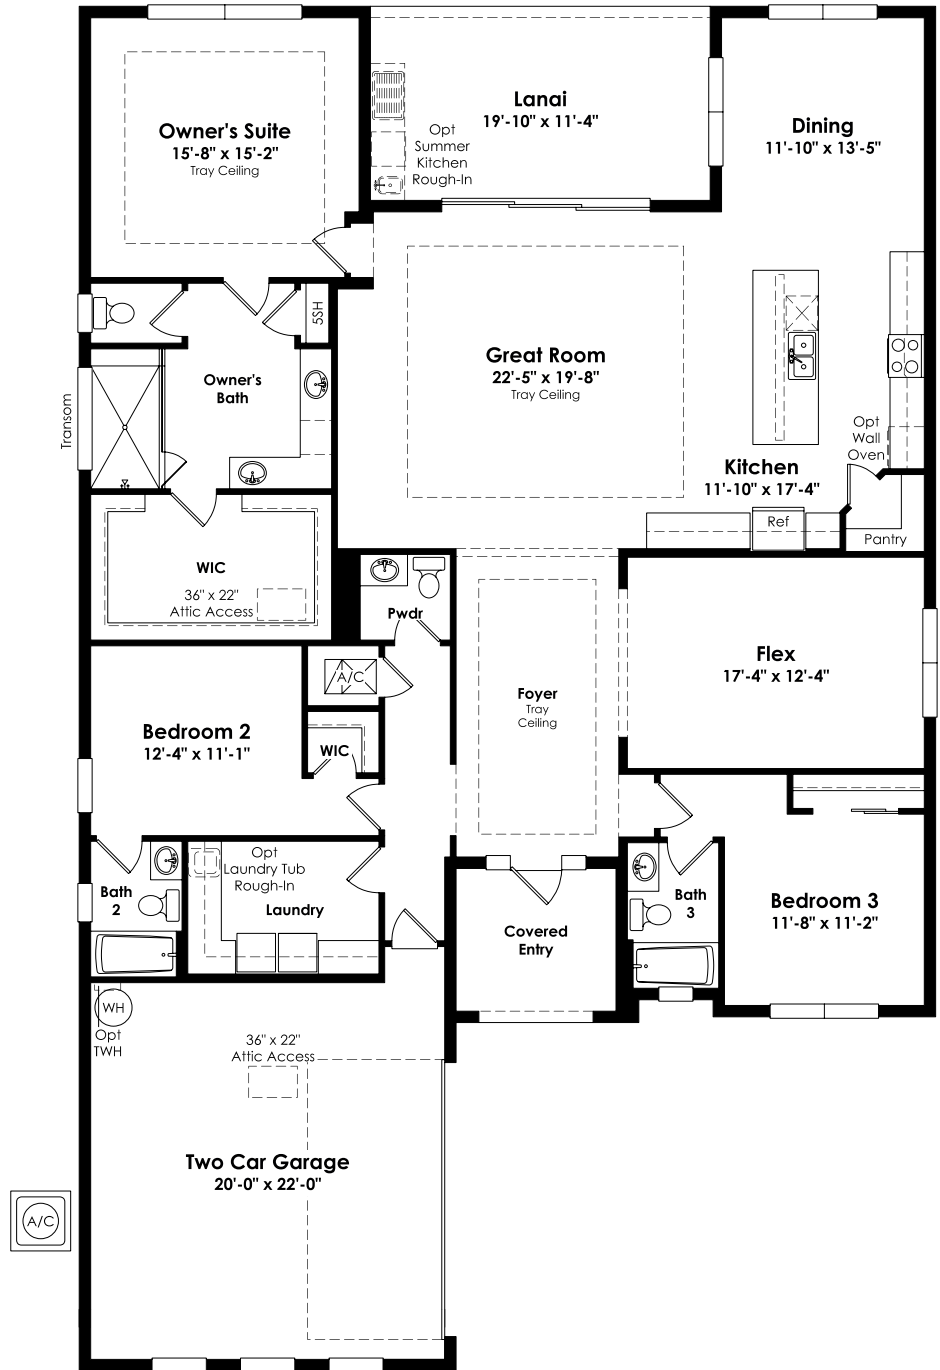 Owner's Suite
15'-8" x 15'-2"
Tray Ceiling
Lanai
19'-10" x 11'-4"
Opt
Summer
Kitchen
Rough-In
Dining
11'-10" x 13'-5"
5SH
Great Room
22'-5" x 19'-8"
Tray Ceiling
Owner's
Bath
Transom
Opt
Wall
Oven
Kitchen
11'-10" x 17'-4"
Ref
Pantry
WIC
36" x 22"
Attic Access
Pwdr
Flex
17'-4" x 12'-4"
A/C
Foyer
Tray
Ceiling
Bedroom 2
12'-4" x 11'-1"
WIC
Opt
Laundry Tub
Rough-In
Laundry
Bath
2
Bath
3
Bedroom 3
11'-8" x 11'-2"
Covered
Entry
WH
Opt
TWH
36" x 22"
Attic Access
Two Car Garage
20'-0" x 22'-0"
A/C